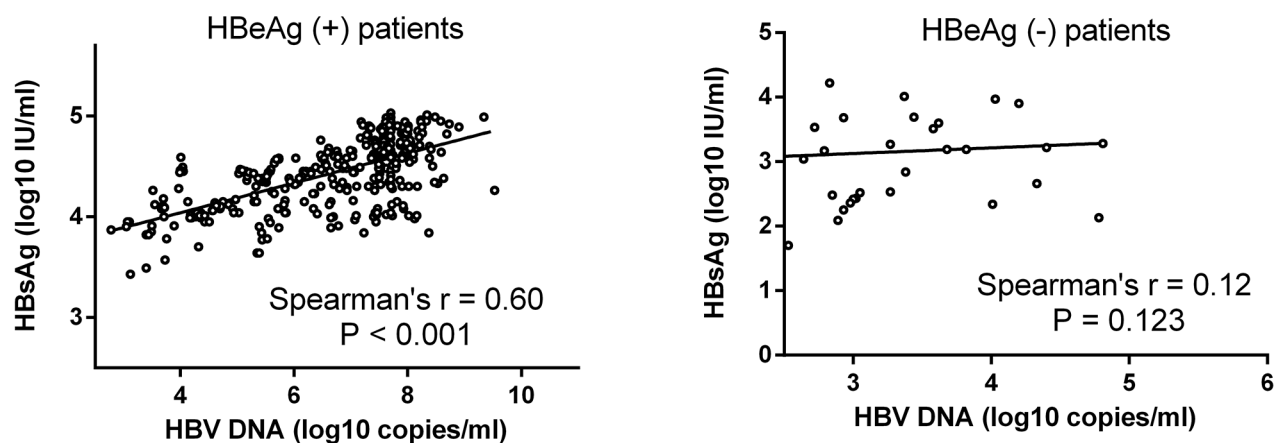 HBeAg (+) patients
HBsAg (log10 IU/ml)
5
4
3
Spearman's r = 0.60
P < 0.001
4 6 8 10
HBV DNA (log10 copies/ml)
HBeAg (-) patients
HBsAg (log10 IU/ml)
5
4
3
2
1
0
Spearman's r = 0.12
P = 0.123
3 4 5 6
HBV DNA (log10 copies/ml)